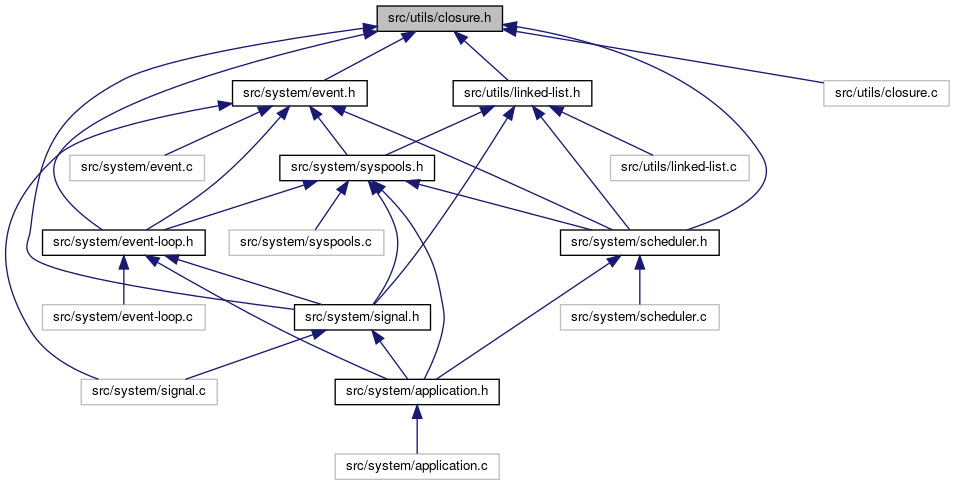 src/utils/closure.h
src/system/event.h
src/utils/linked-list.h
src/utils/closure.c
src/system/event.c
src/system/syspools.h
src/utils/linked-list.c
src/system/event-loop.h
src/system/syspools.c
src/system/scheduler.h
src/system/event-loop.c
src/system/signal.h
src/system/scheduler.c
src/system/signal.c
src/system/application.h
src/system/application.c